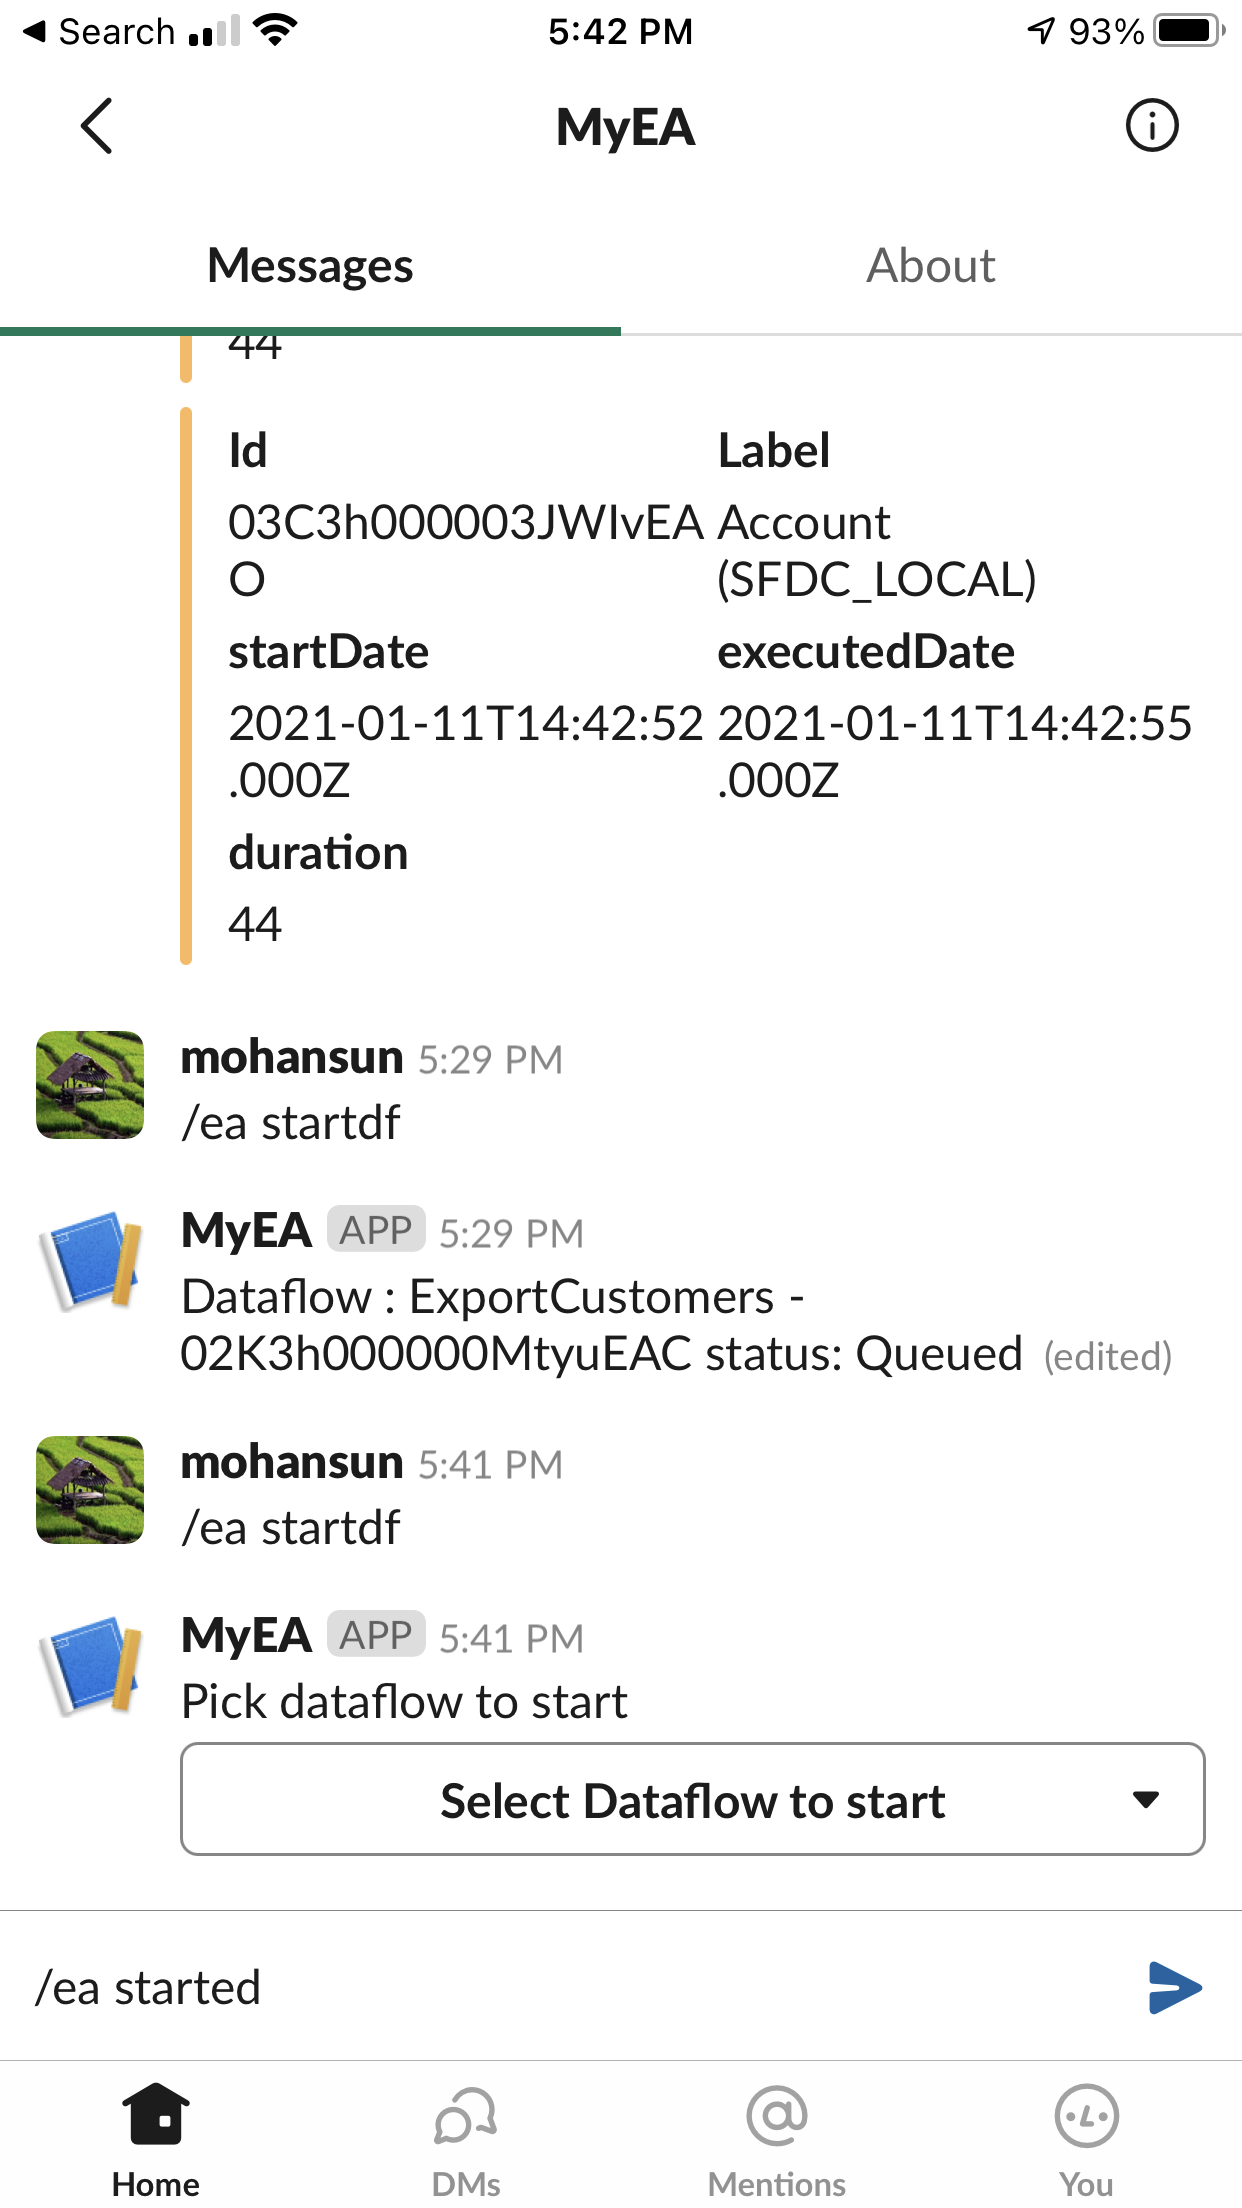 Search
5:42 PM
93%
MyEA
Messages
About
44
Id
Label
03C3h000003JWIvEA
O
Account
(SFDC_LOCAL)
startDate
executedDate
2021-01-11T14:42:52
.000Z
2021-01-11T14:42:55
.000Z
duration
44
mohansun 5:29 PM
/ea startdf
MyEA APP 5:29 PM
Dataflow : ExportCustomers -
02K3h000000MtyuEAC status: Queued (edited)
mohansun 5:41 PM
/ea startdf
MyEA APP 5:41 PM
Pick dataflow to start
Select Dataflow to start
/ea started
Home
DMs
Mentions
You